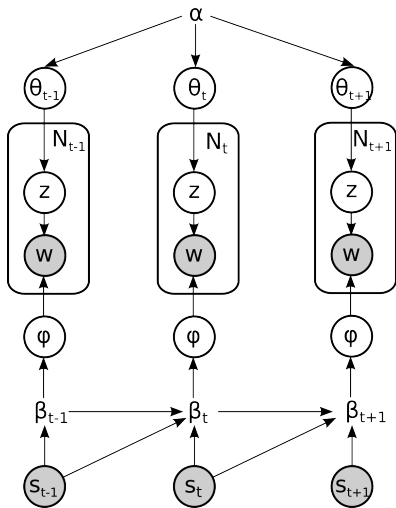 α
θt-1 θt θt+1
Nt-1 Nt Nt+1
z z z
w w w
φ φ φ
βt-1 βt βt+1
st-1 st st+1